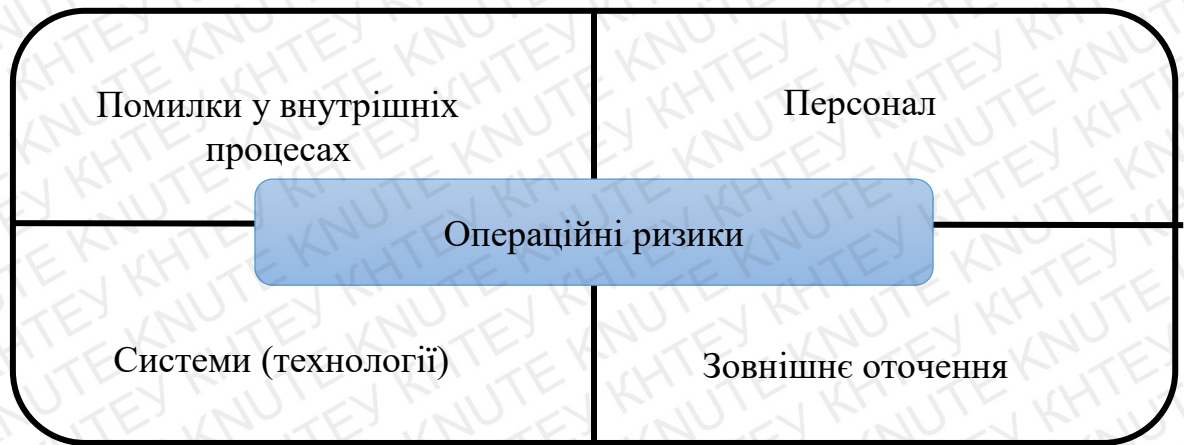 Помилки у внутрішніх
процесах
Персонал
Операційні ризики
Системи (технології)
Зовнішнє оточення